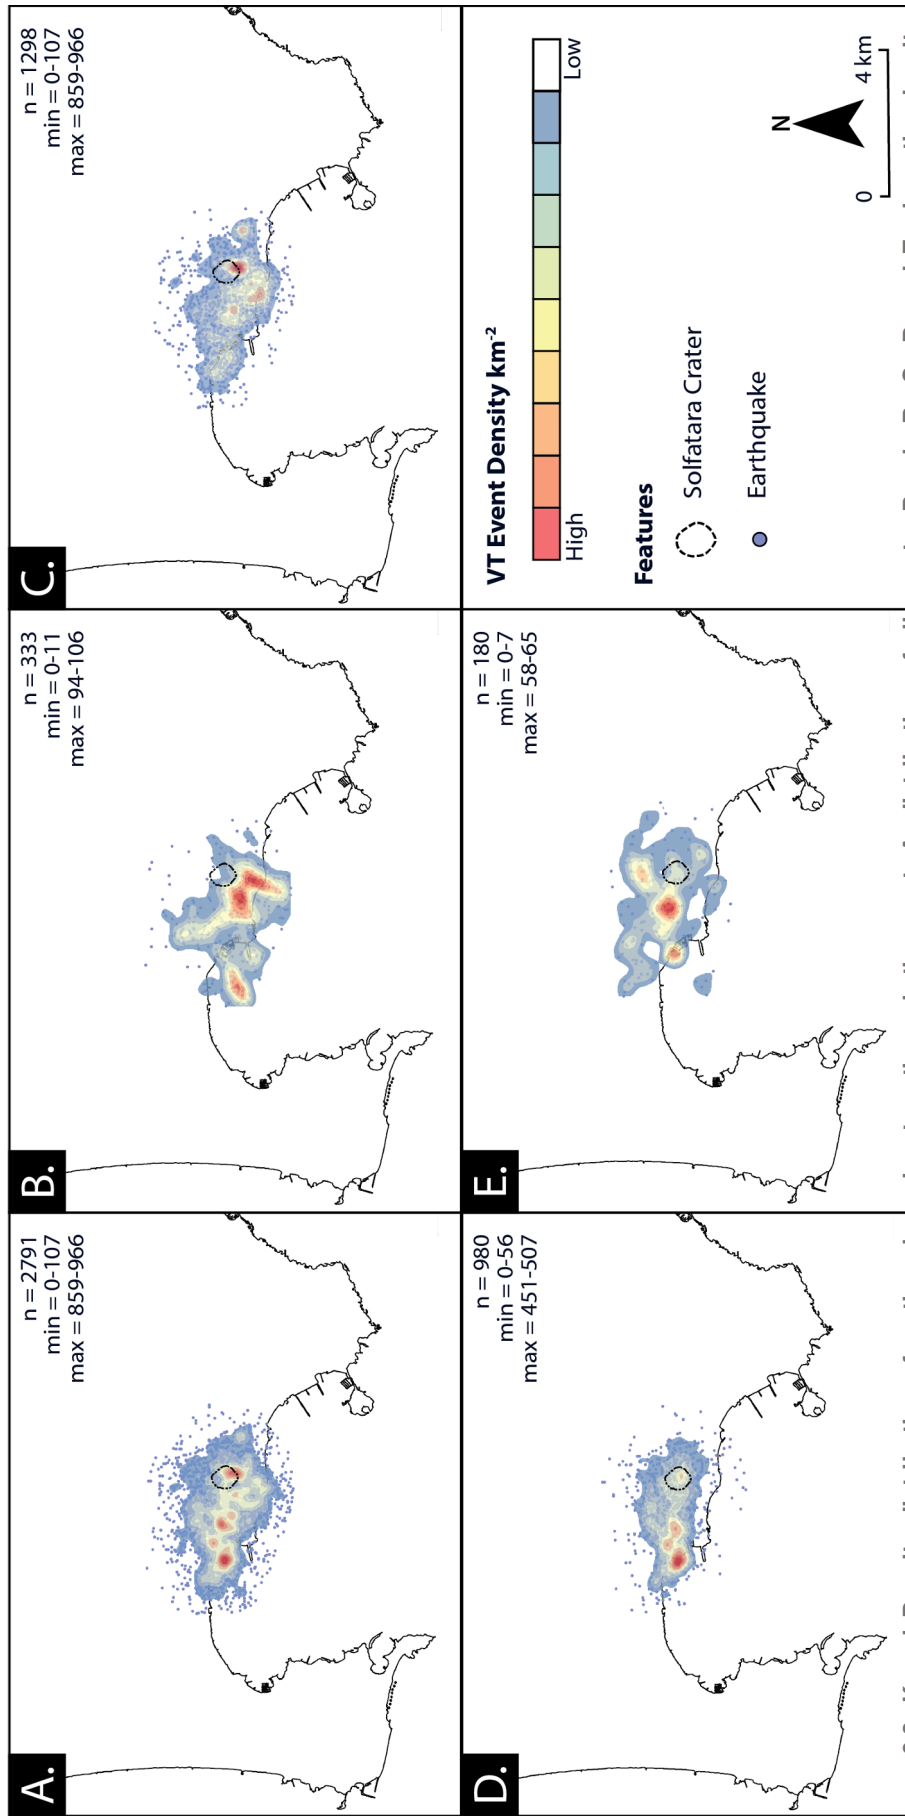 A.
n = 2791
min = 0-107
max = 859-966
B.
n = 333
min = 0-11
max = 94-106
C.
n = 1298
min = 0-107
max = 859-966
D.
n = 980
min = 0-56
max = 451-507
E.
n = 180
min = 0-7
max = 58-65
VT Event Density km⁻²
High
Low
Features
Solfatara Crater
Earthquake
N
0
4 km